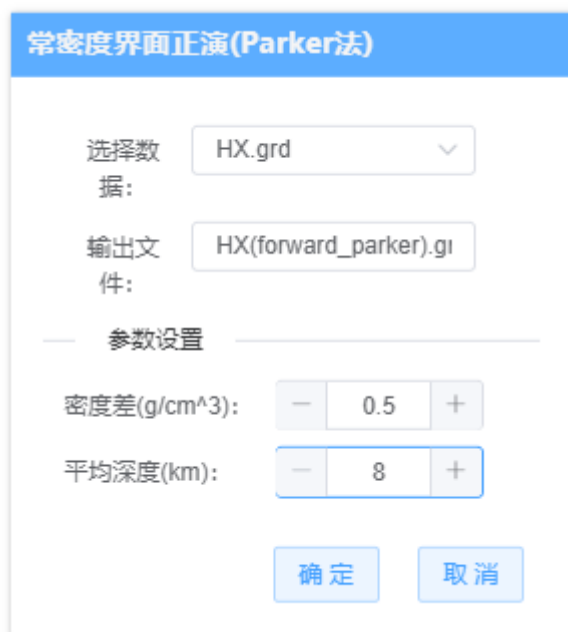 常密度界面正演(Parker法)
选择数 HX.grd
据:
输出文 HX(forward_parker).gr
件:
参数设置
密度差(g/cm^3): — 0.5 +
平均深度(km): — 8 +
确 定 取 消